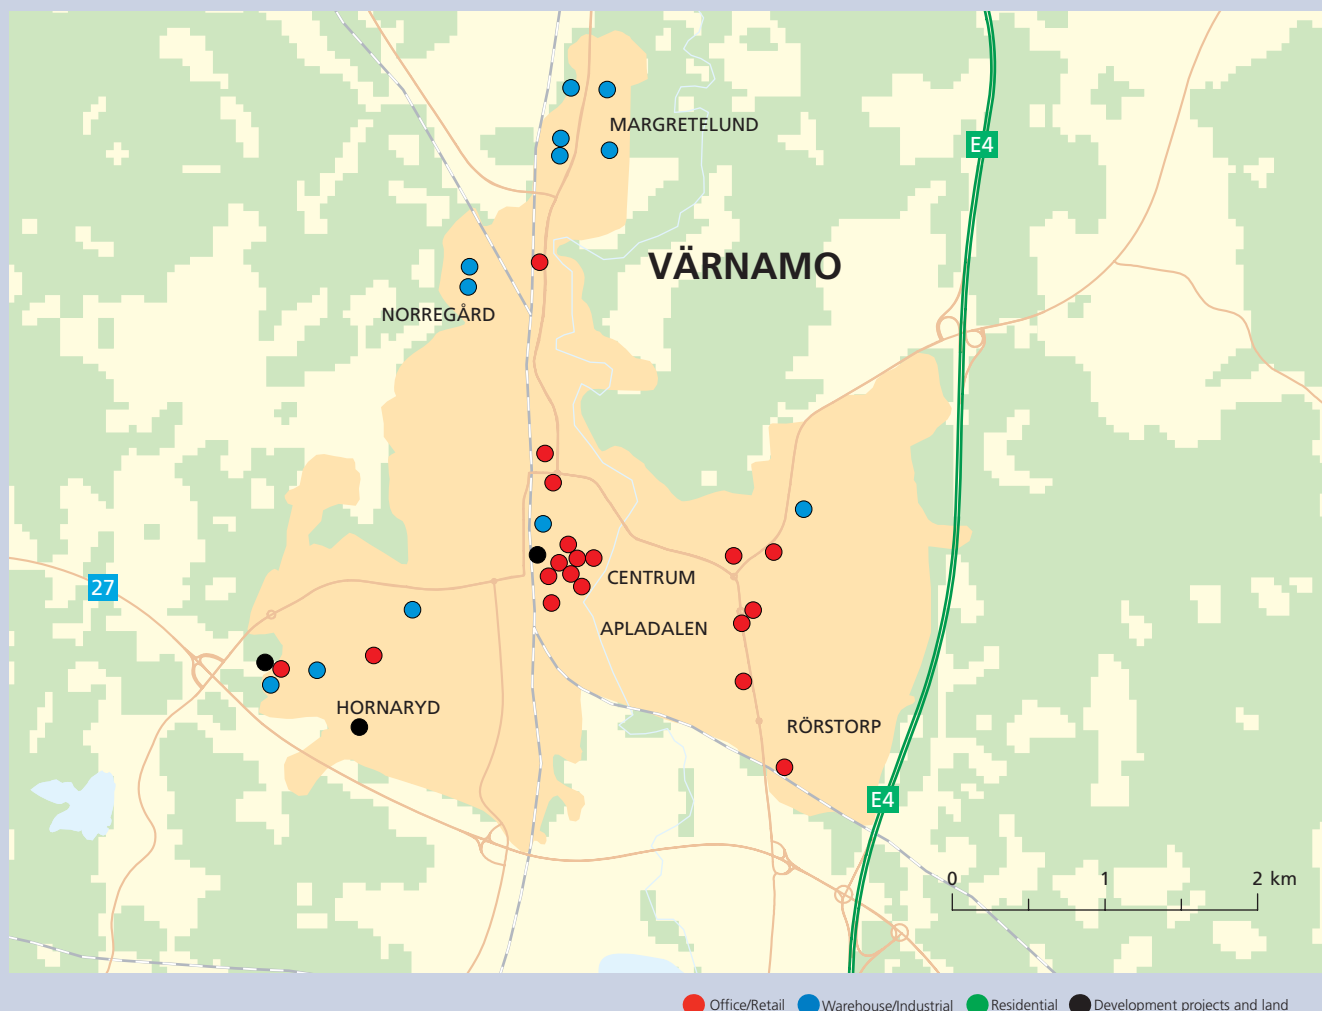 MARGRETELUND
E4
VÄRNAMO
NORREGÅRD
27
CENTRUM
APLADALEN
HORNARYD
RÖRSTORP
E4
0 1 2 km
Office/Retail Warehouse/Industrial Residential Development projects and land